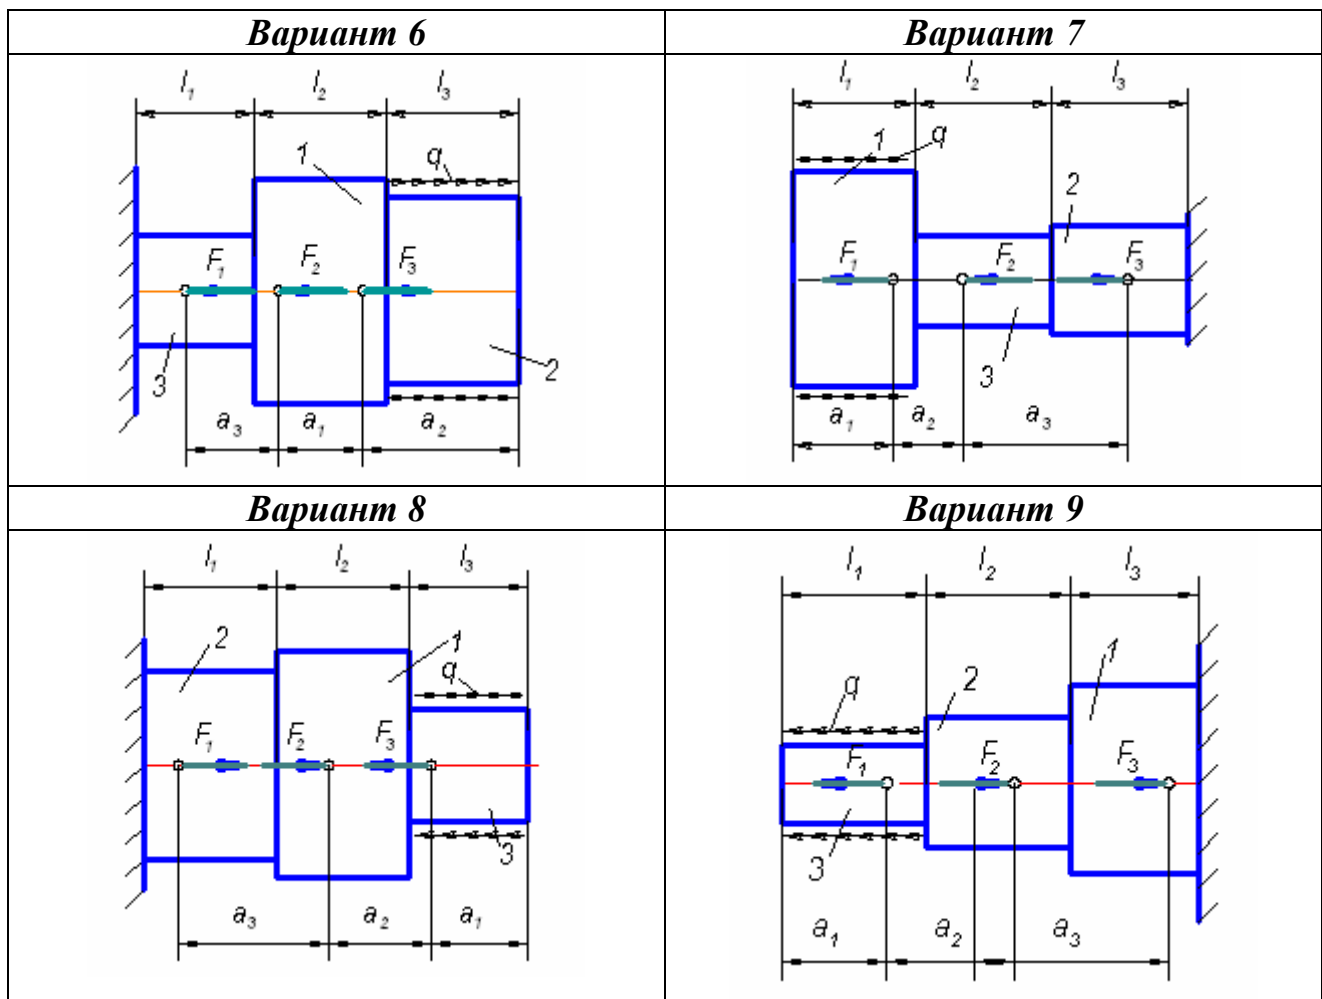 Вариант 6
l₁ l₂ l₃
1 q
F₁ F₂ F₃
3 2
a₃ a₁ a₂
Вариант 7
l₁ l₂ l₃
1 q
2
F₁ F₂ F₃
3
a₁ a₂ a₃
Вариант 8
l₁ l₂ l₃
2 1
q
F₁ F₂ F₃
3
a₃ a₂ a₁
Вариант 9
l₁ l₂ l₃
q 2 1
F₁ F₂ F₃
3
a₁ a₂ a₃